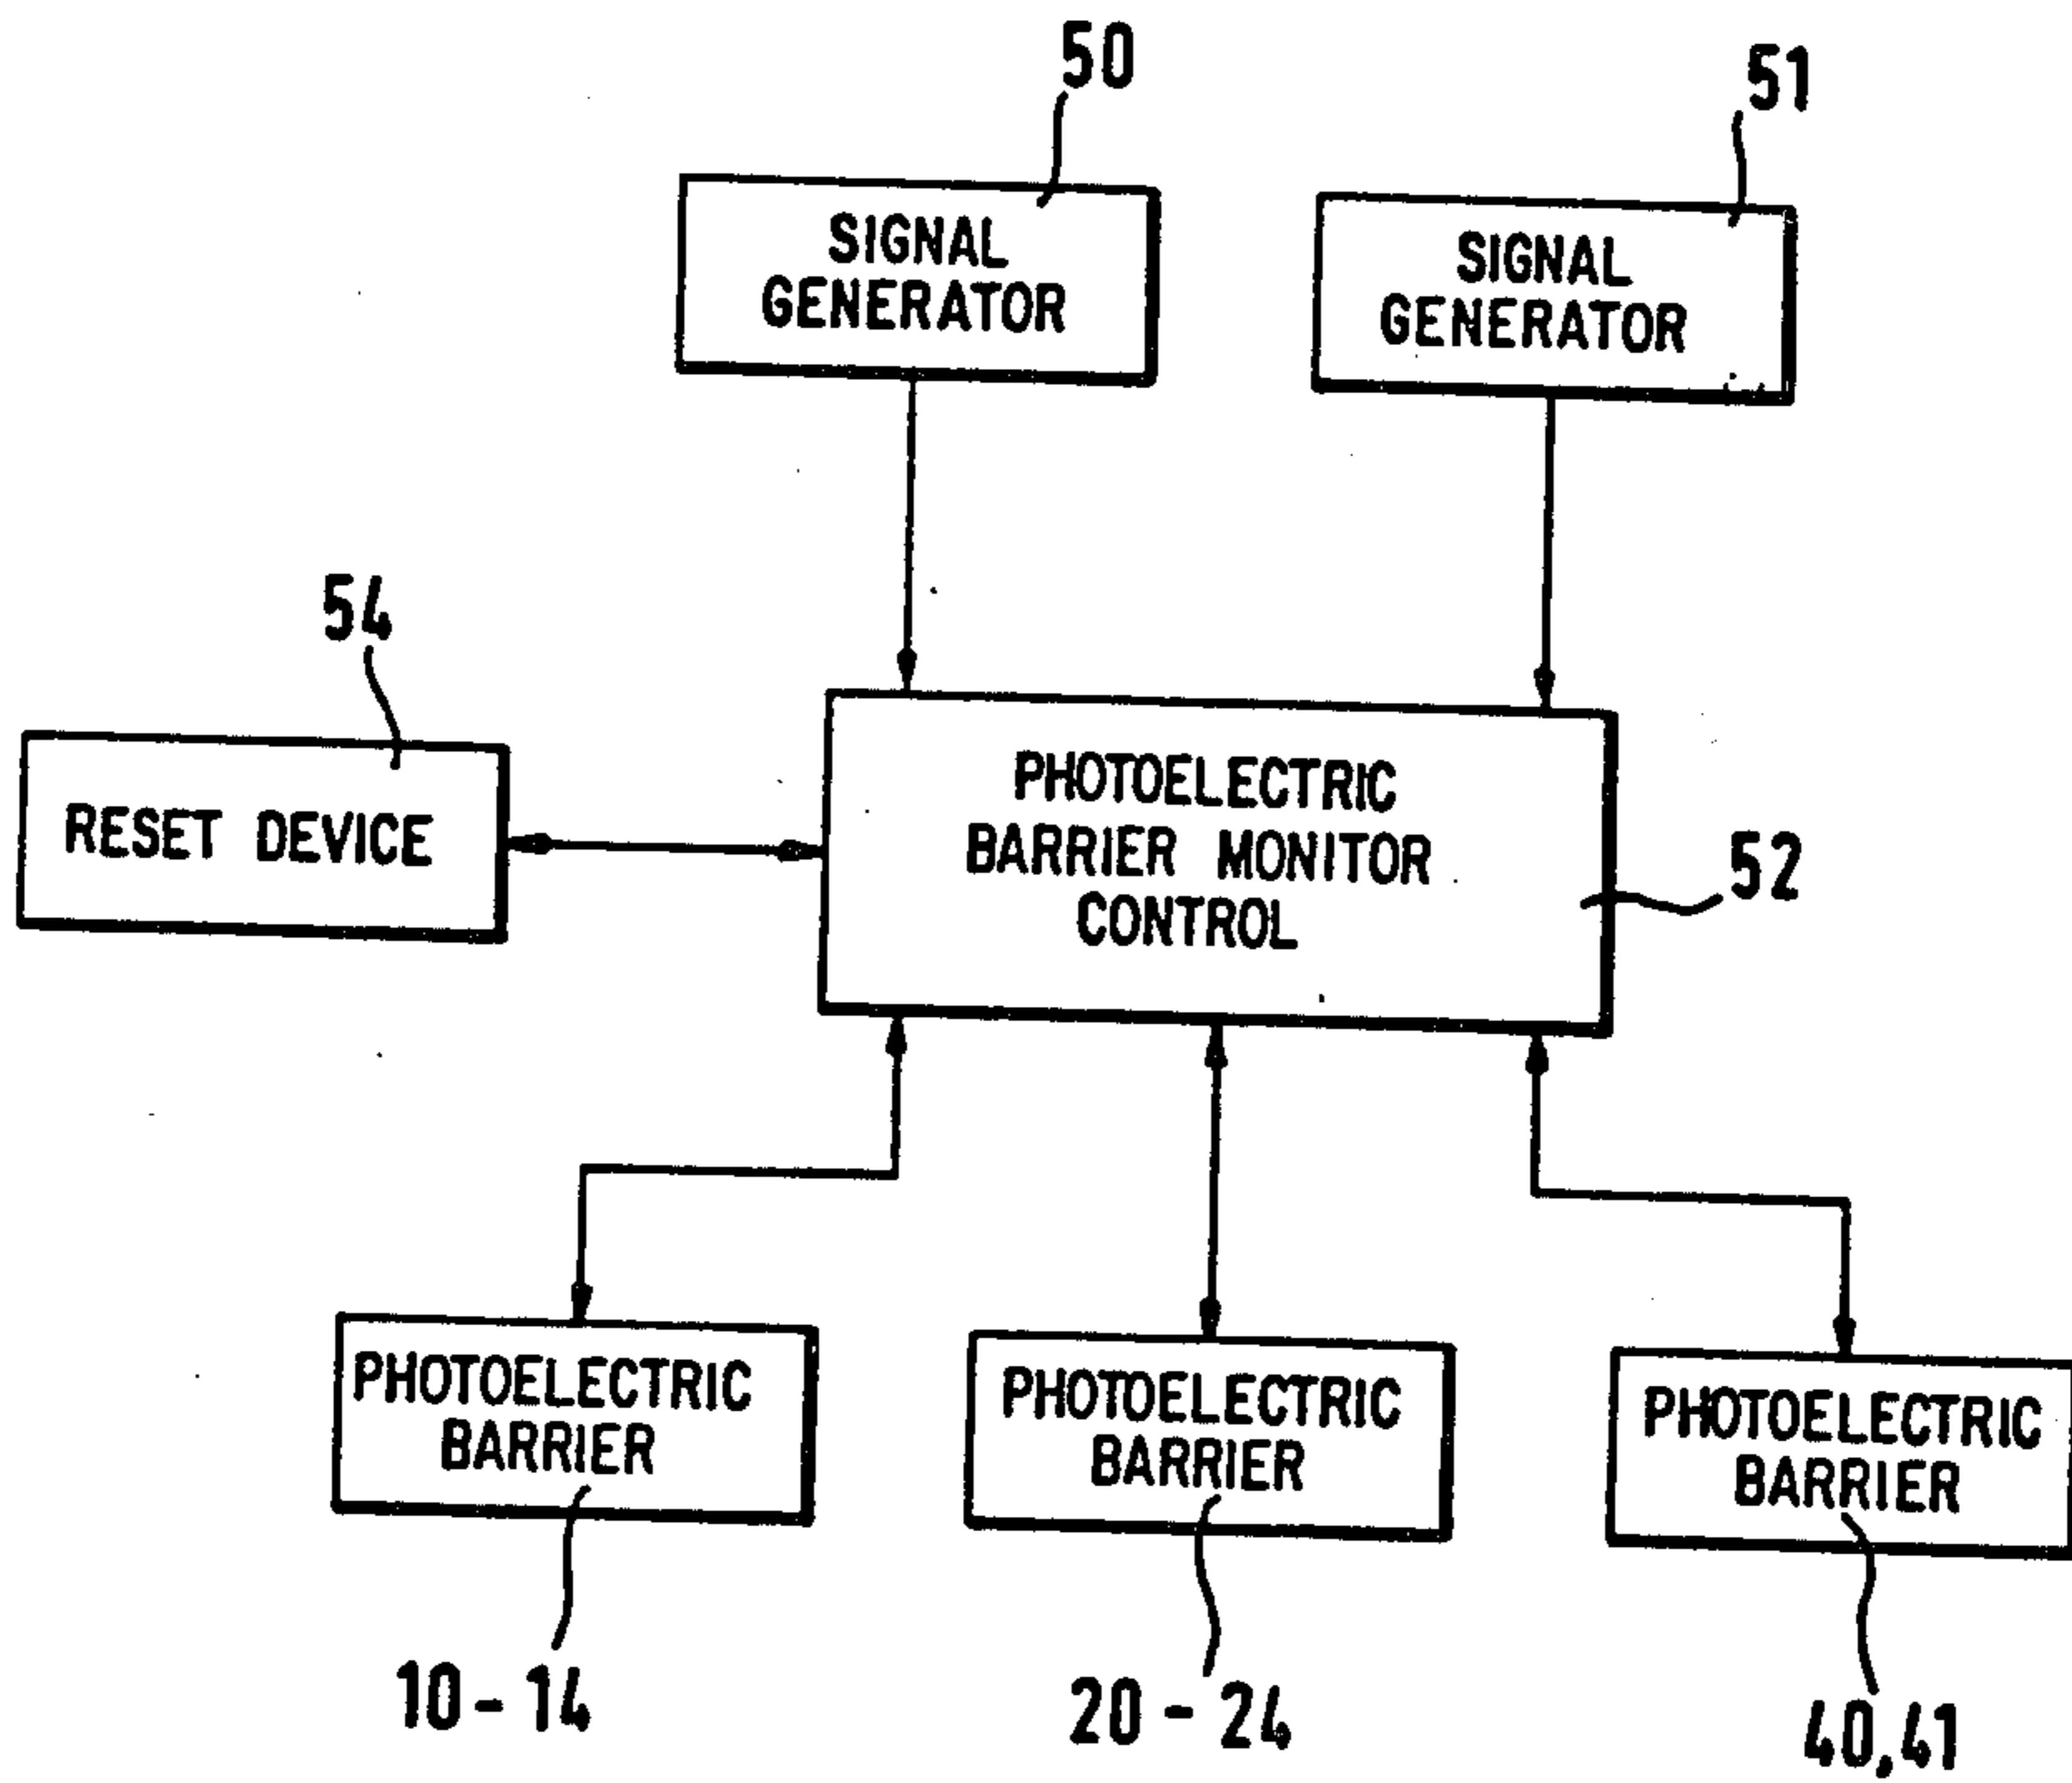 50
51
SIGNAL
GENERATOR
SIGNAL
GENERATOR
54
RESET DEVICE
PHOTOELECTRIC
BARRIER MONITOR
CONTROL
52
PHOTOELECTRIC
BARRIER
PHOTOELECTRIC
BARRIER
PHOTOELECTRIC
BARRIER
10-14
20-24
40,41